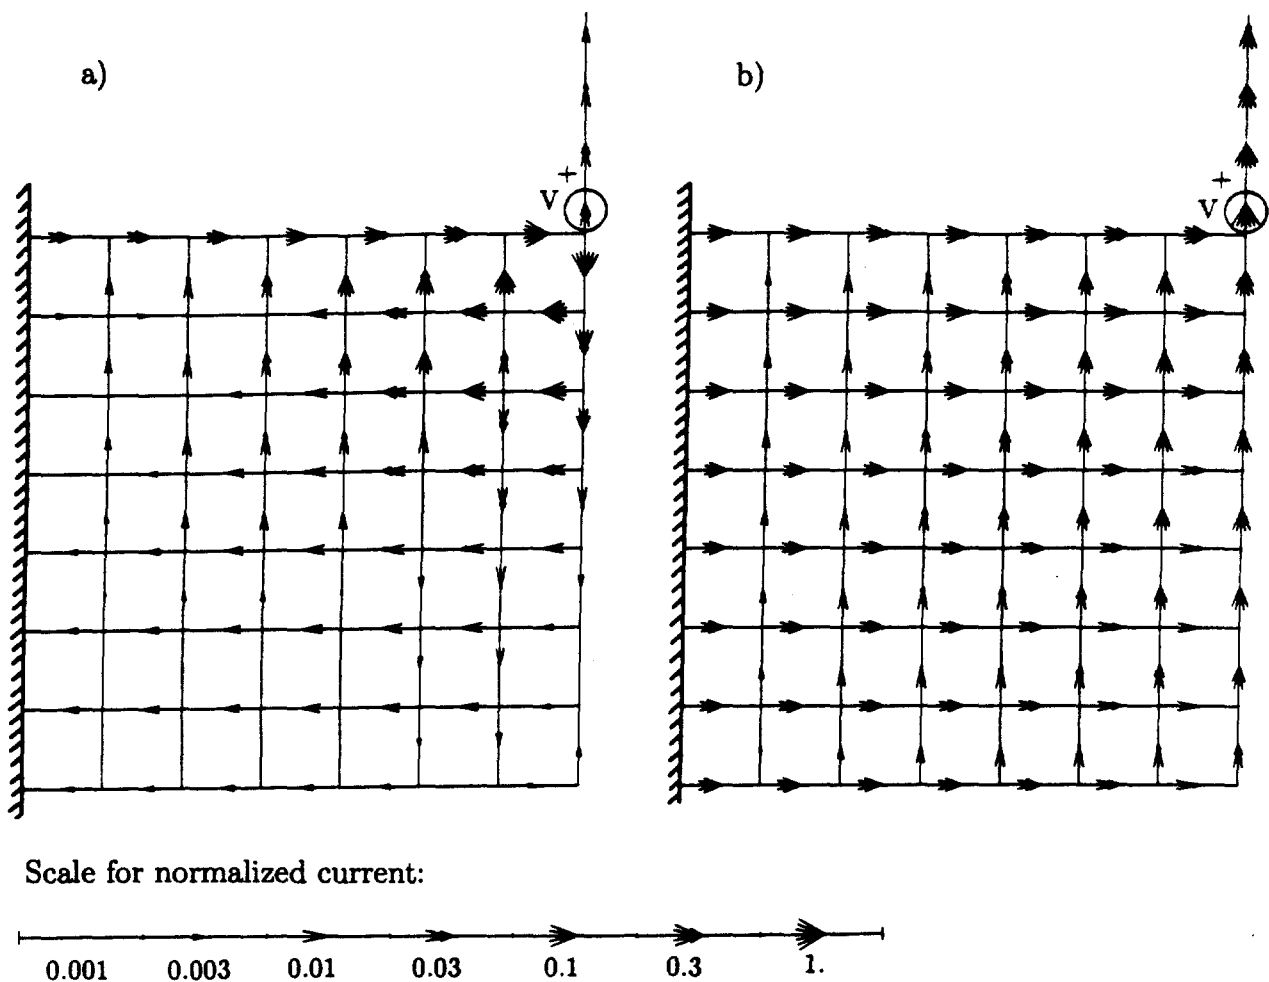 a)
b)
+
V
+
V
Scale for normalized current:
0.001 0.003 0.01 0.03 0.1 0.3 1.